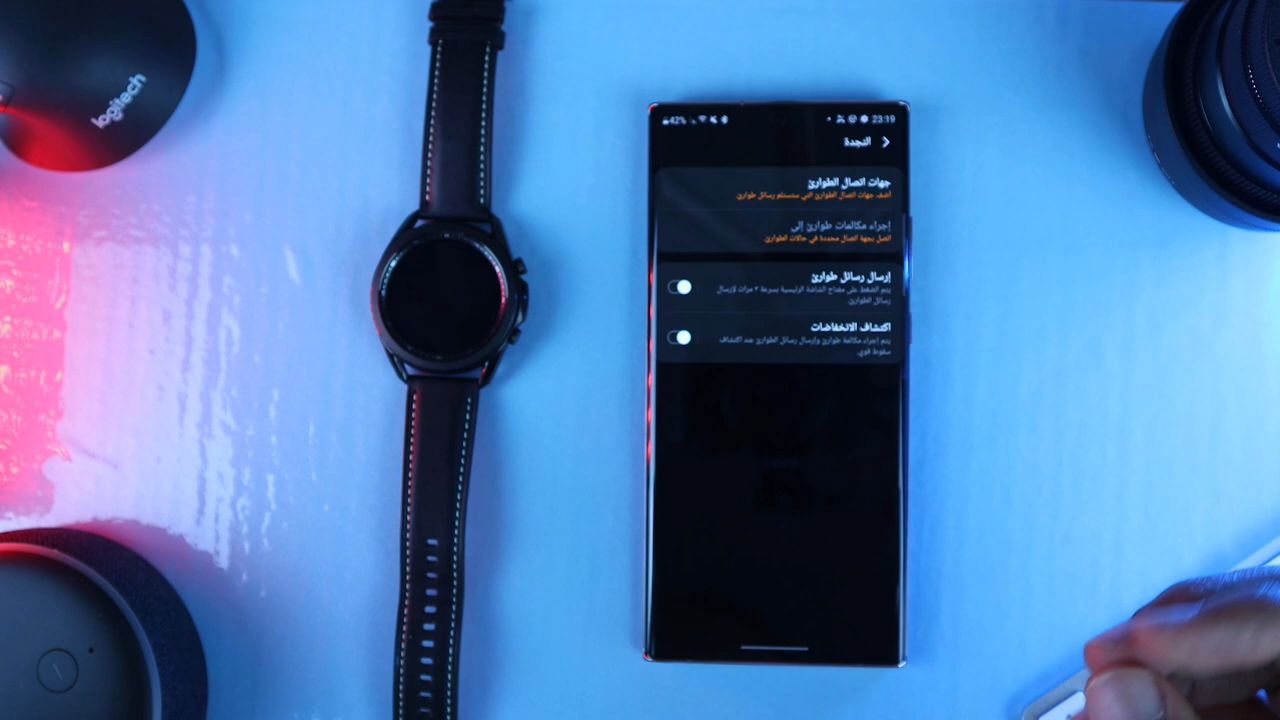 logitech
42%
23:19
النجدة
جهات اتصال الطوارئ
أضف جهات اتصال الطوارئ التي ستستلم رسائل طوارئ.
إجراء مكالمات طوارئ إلى
اتصل بجهة اتصال محددة في حالات الطوارئ.
إرسال رسائل طوارئ
يتم الضغط على مفتاح الشاشة الرئيسية بسرعة ٣ مرات لإرسال
رسائل الطوارئ.
اكتشاف الانخفاضات
يتم إجراء مكالمة طوارئ وإرسال رسائل الطوارئ عند اكتشاف
سقوط قوي.